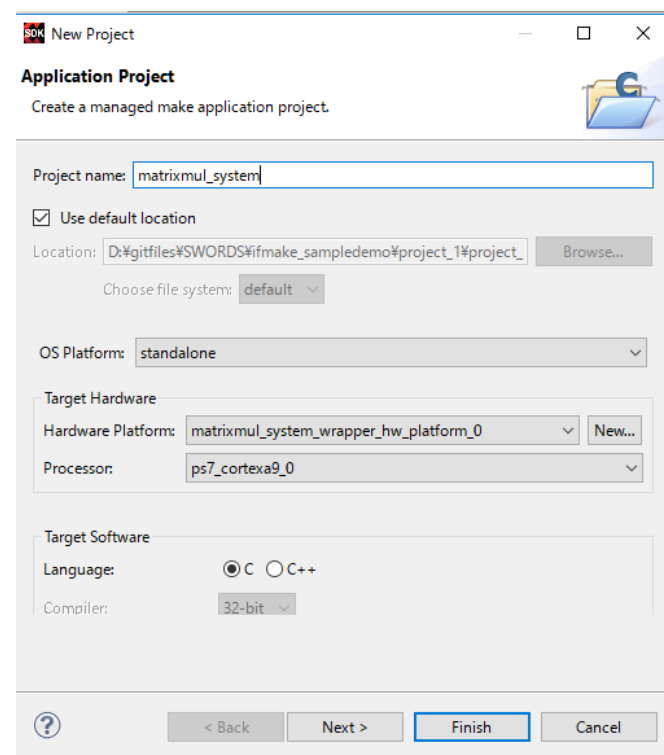 SDK New Project
Application Project
Create a managed make application project.
C
Project name: matrixmul_system
Use default location
Location: D:¥gitfiles¥SWORDS¥ifmake_sampledemo¥project_1¥project_ Browse...
Choose file system: default
OS Platform: standalone
Target Hardware
Hardware Platform: matrixmul_system_wrapper_hw_platform_0 New...
Processor: ps7_cortexa9_0
Target Software
Language: C C++
Compiler: 32-bit
? < Back Next > Finish Cancel